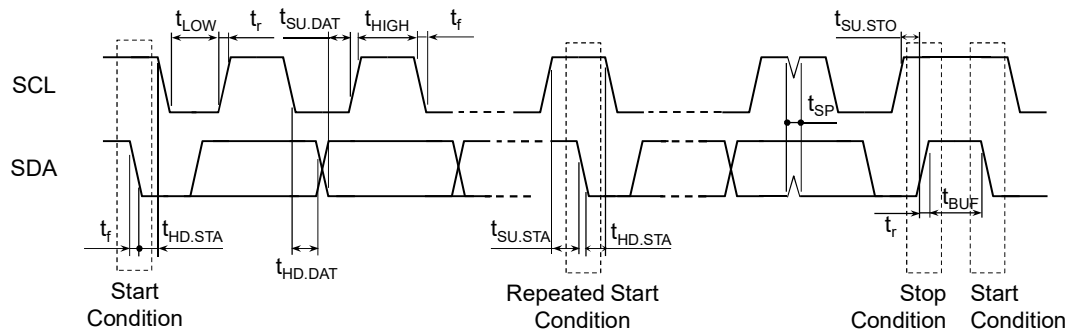 tLOW
tr
tSU.DAT
tHIGH
tf
tSU.STO
SCL
tSP
SDA
tBUF
tf
tHD.STA
tSU.STA
tHD.STA
tr
tHD.DAT
Start
Condition
Repeated Start
Condition
Stop
Condition
Start
Condition